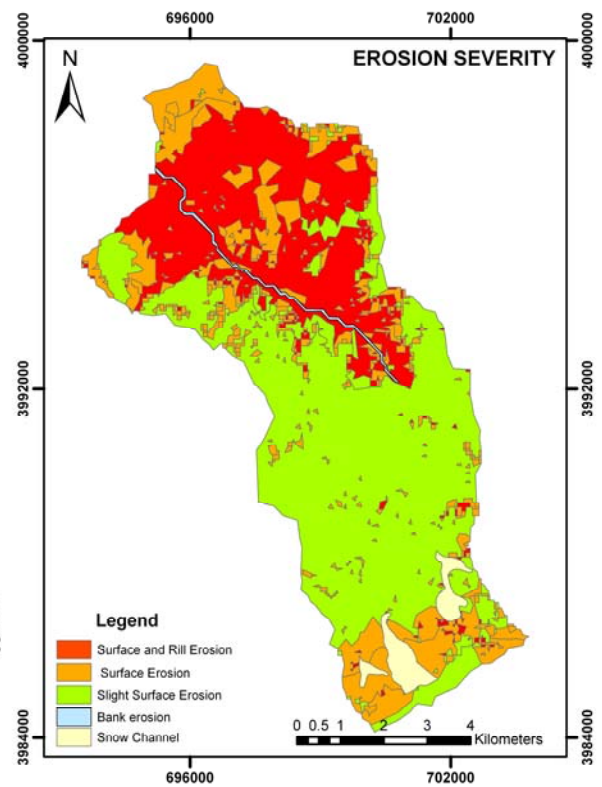 696000 702000
4000000 4000000
N EROSION SEVERITY
3992000 3992000
Legend
Surface and Rill Erosion
Surface Erosion
Slight Surface Erosion
Bank erosion
Snow Channel
0 0.5 1 2 3 4
Kilometers
3984000 3984000
696000 702000